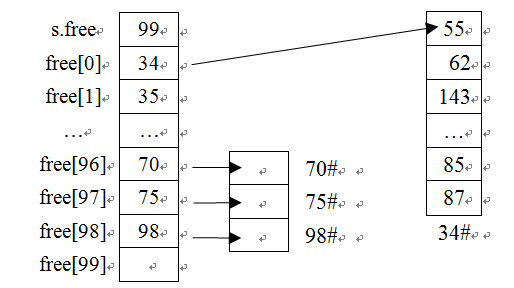 s.free 99 55
free[0] 34 62
free[1] 35 143
… … …
free[96] 70 70# 85
free[97] 75 75# 87
free[98] 98 98# 34#
free[99]